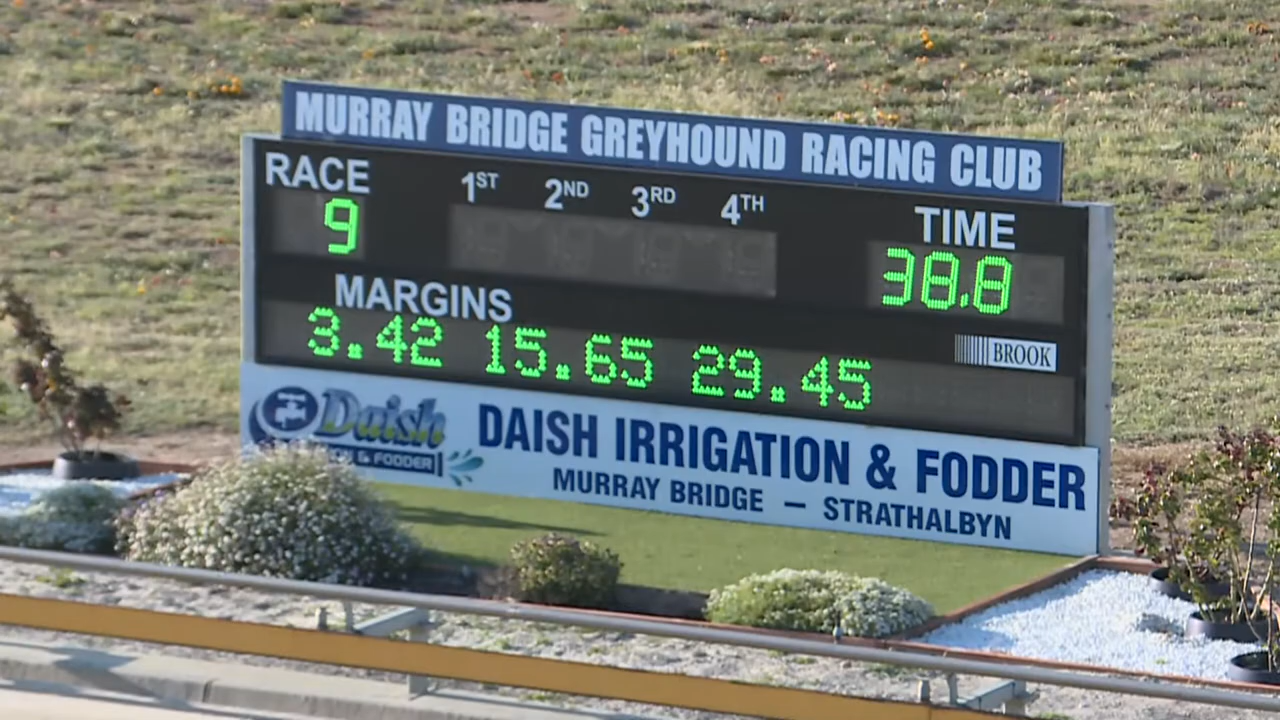 MURRAY BRIDGE GREYHOUND RACING CLUB
RACE 1ST 2ND 3RD 4TH TIME
9 38.8
MARGINS
3.42 15.65 29.45
BROOK
Daish
& FODDER
DAISH IRRIGATION & FODDER
MURRAY BRIDGE — STRATHALBYN